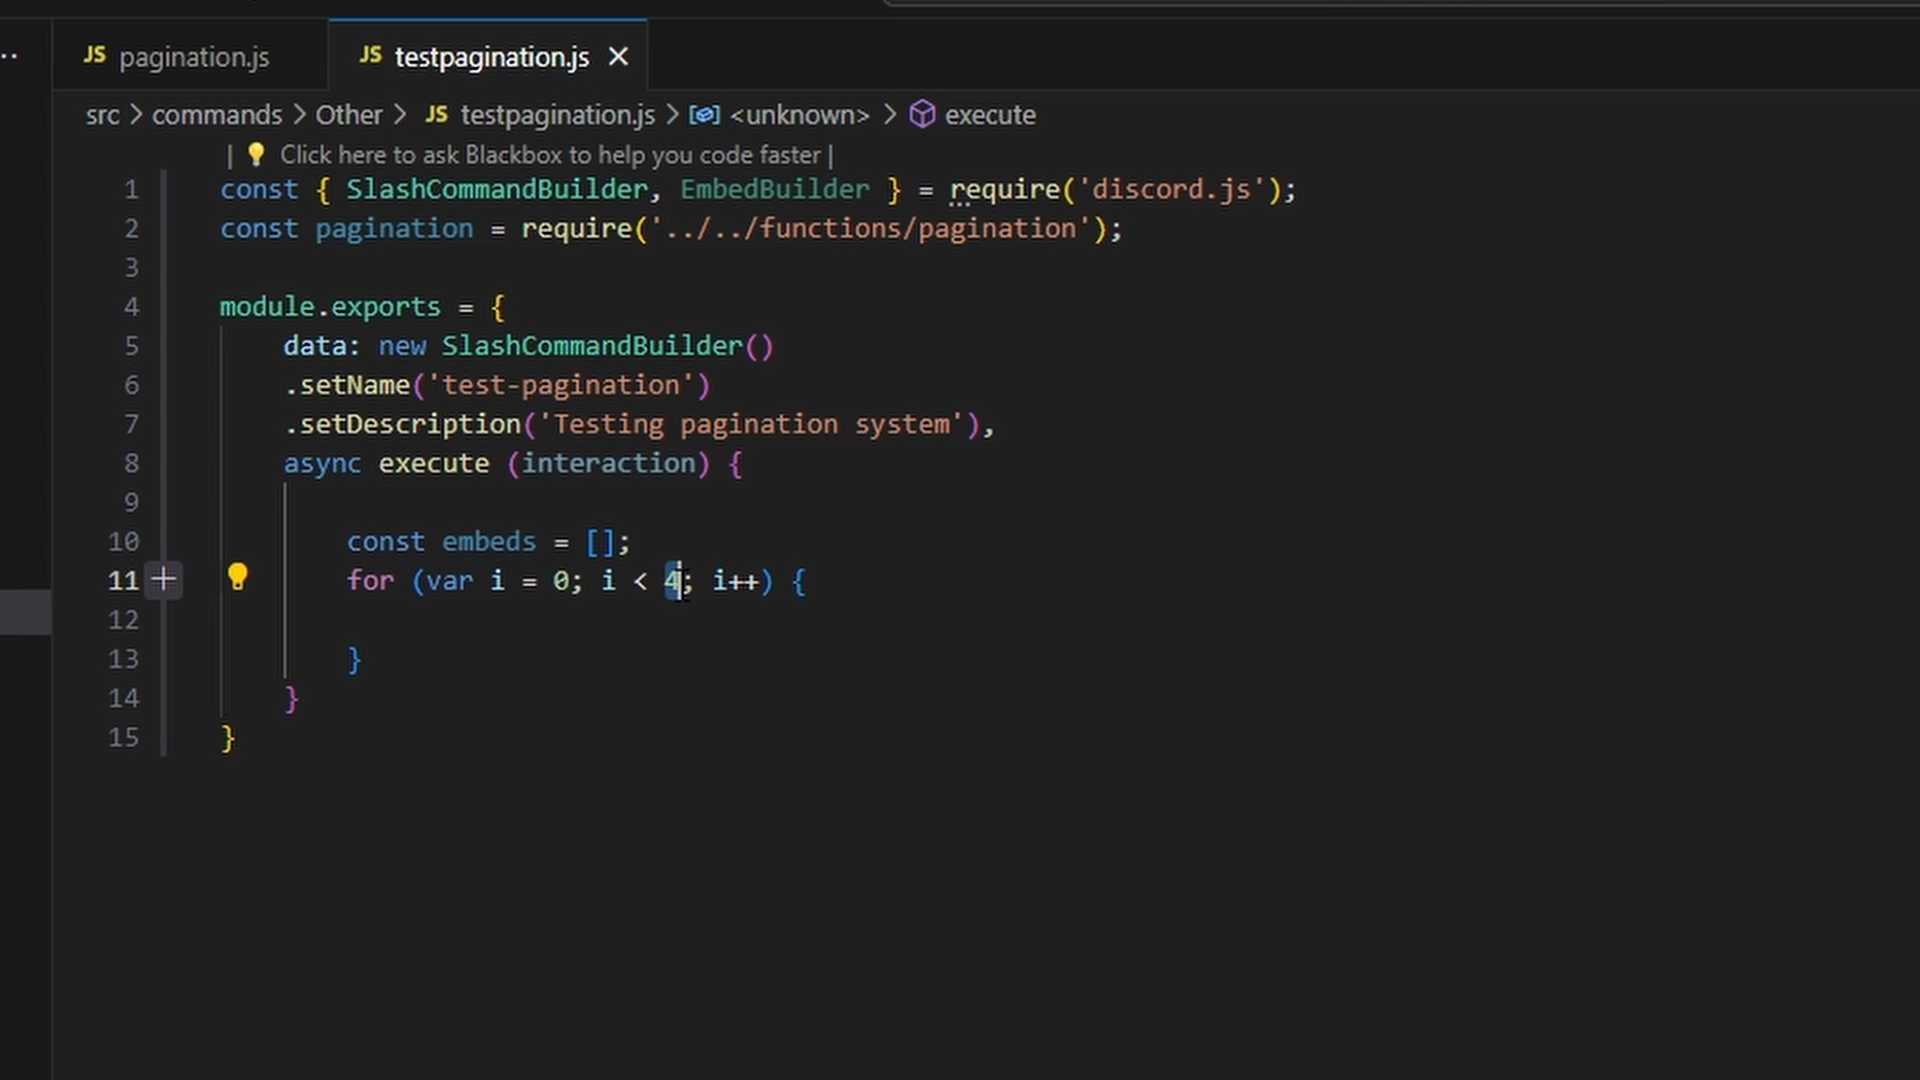 JS pagination.js
JS testpagination.js
src > commands > Other > JS testpagination.js > <unknown> > execute
| 💡 Click here to ask Blackbox to help you code faster |
1 const { SlashCommandBuilder, EmbedBuilder } = require('discord.js');
2 const pagination = require('../../functions/pagination');
3
4 module.exports = {
5 data: new SlashCommandBuilder()
6 .setName('test-pagination')
7 .setDescription('Testing pagination system'),
8 async execute (interaction) {
9
10 const embeds = [];
11 for (var i = 0; i < 4; i++) {
12
13 }
14 }
15 }